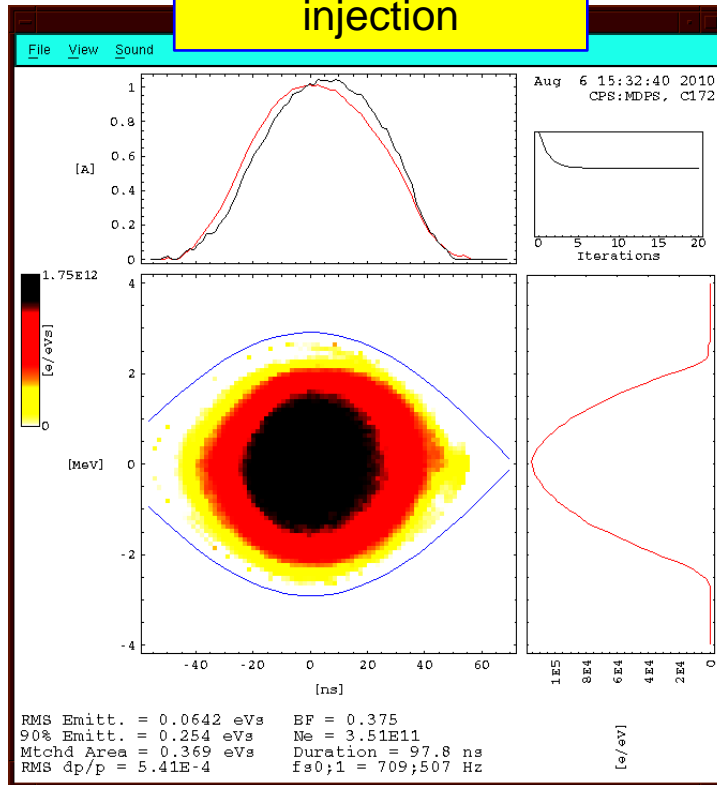 injection
File View Sound
Aug 6 15:32:40 2010
CPS:MDPS, C172
1
0.8
0.6
[A]
0.4
0.2
0
0 5 10 15 20
Iterations
1.75E12
[e/eVs]
0
4
2
[MeV] 0
-2
-4
-40 -20 0 20 40 60
[ns]
1E5 8E4 6E4 4E4 2E4 0
[e/eV]
RMS Emitt. = 0.0642 eVs BF = 0.375
90% Emitt. = 0.254 eVs Ne = 3.51E11
Mtchd Area = 0.369 eVs Duration = 97.8 ns
RMS dp/p = 5.41E-4 fs0;1 = 709;507 Hz